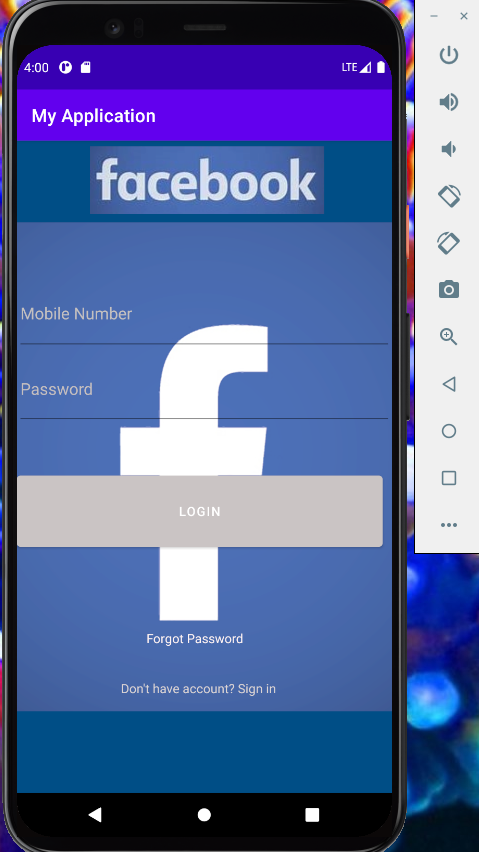 4:00
LTE
My Application
facebook
Mobile Number
Password
LOGIN
Forgot Password
Don't have account? Sign in